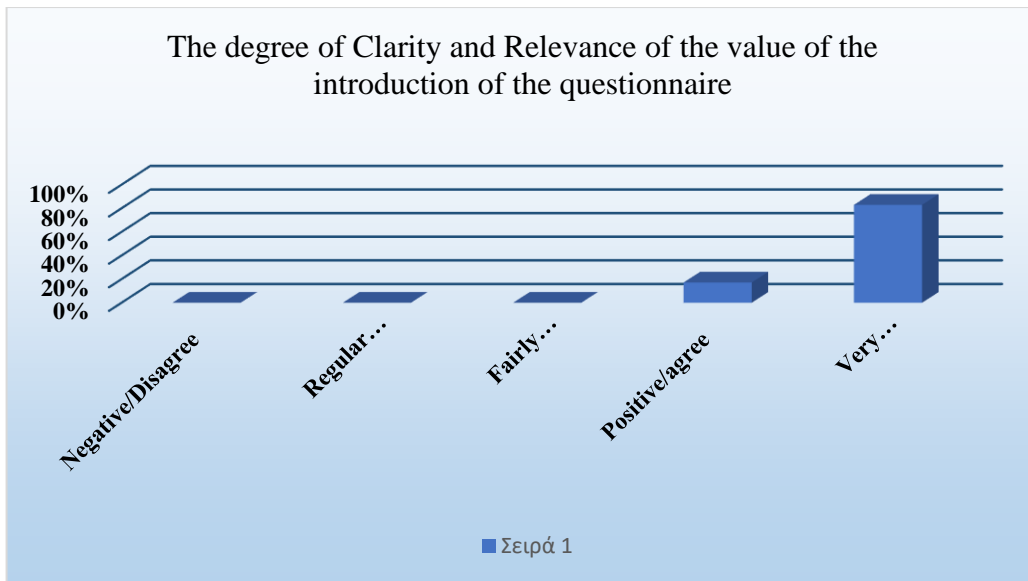 The degree of Clarity and Relevance of the value of the
introduction of the questionnaire
100%
80%
60%
40%
20%
0%
Negative/Disagree
Regular…
Fairly…
Positive/agree
Very…
Σειρά 1